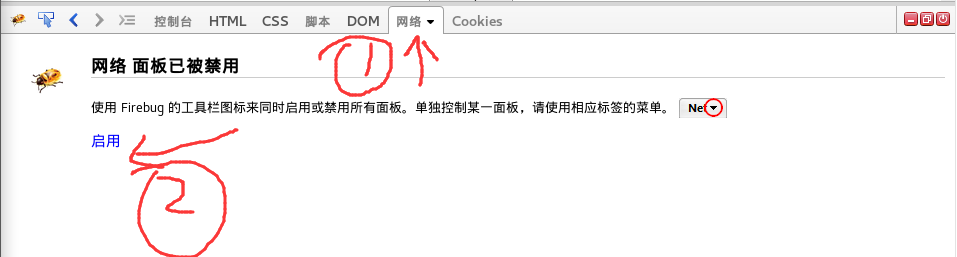 控制台 HTML CSS 脚本 DOM 网络 Cookies
1
网络 面板已被禁用
使用 Firebug 的工具栏图标来同时启用或禁用所有面板。单独控制某一面板，请使用相应标签的菜单。 Net
启用
2